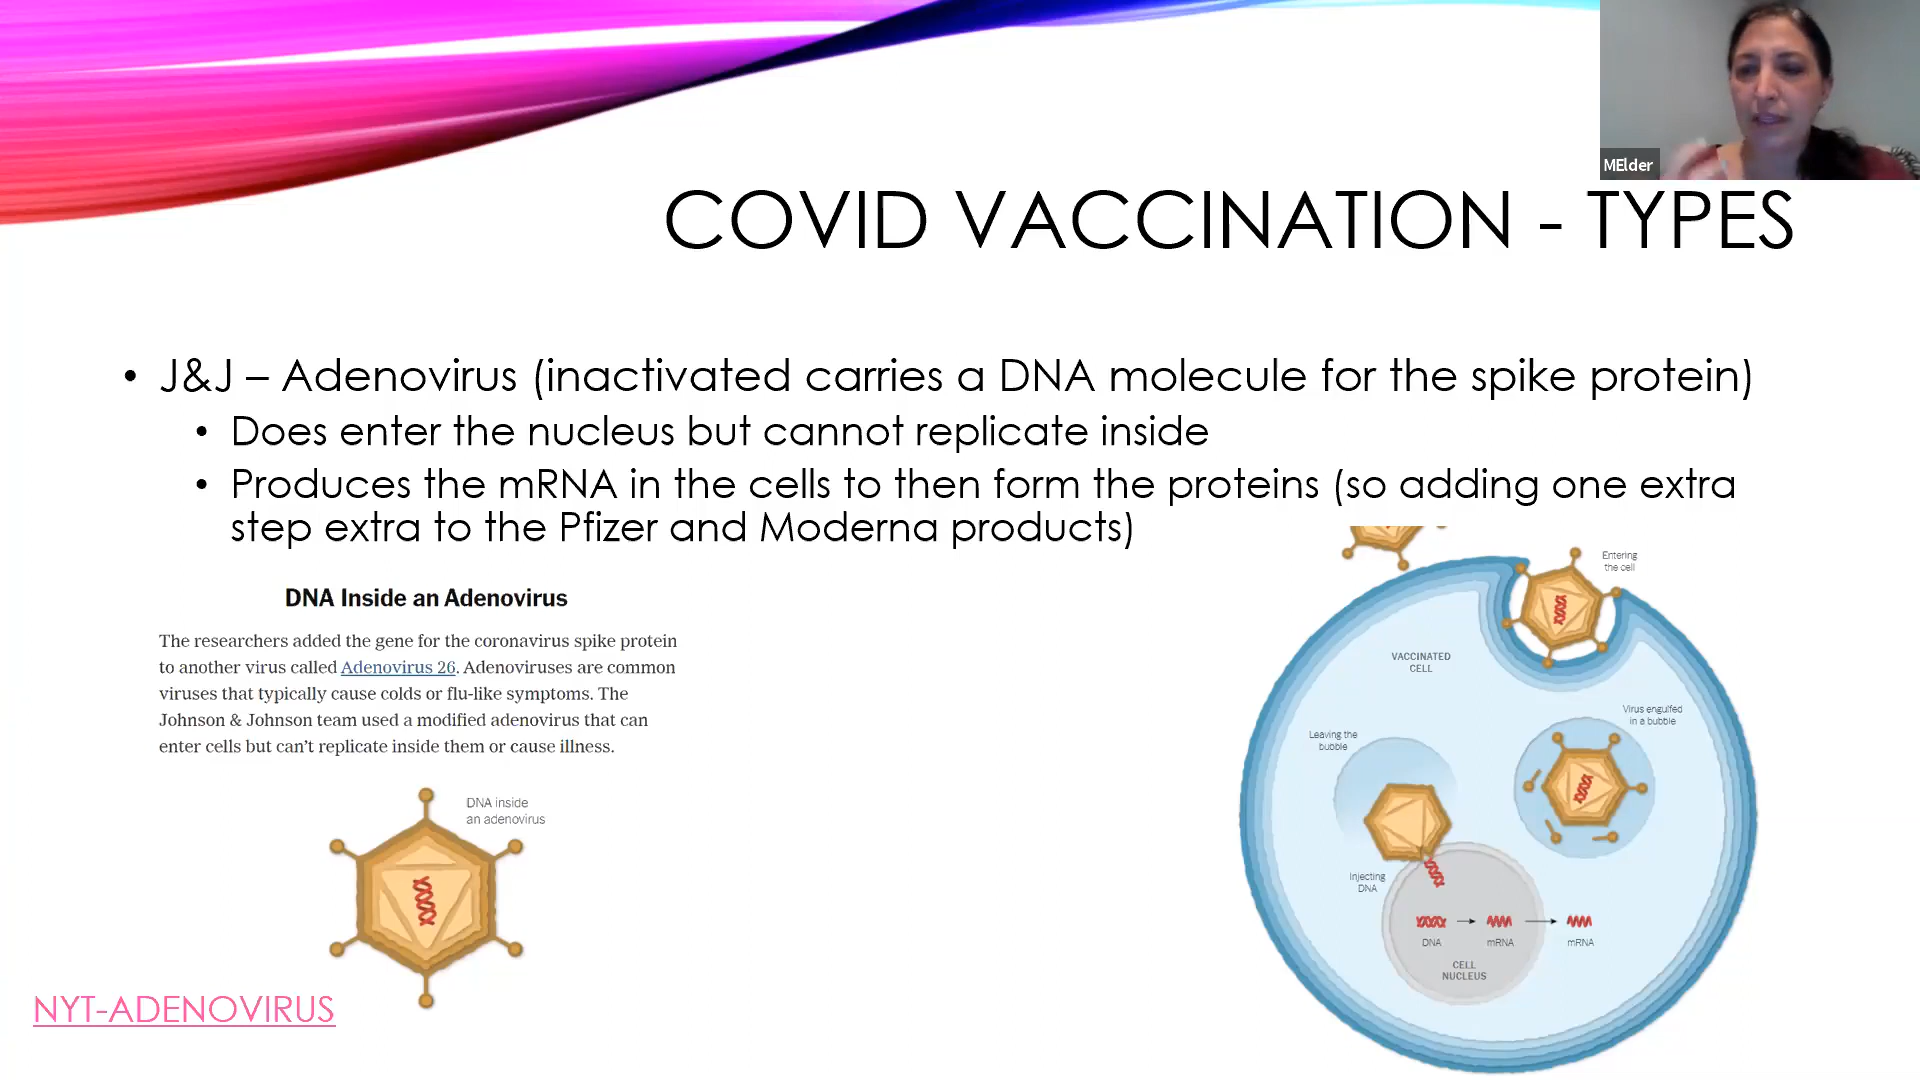 MElder
COVID VACCINATION - TYPES
• J&J – Adenovirus (inactivated carries a DNA molecule for the spike protein)
• Does enter the nucleus but cannot replicate inside
• Produces the mRNA in the cells to then form the proteins (so adding one extra
step extra to the Pfizer and Moderna products)
DNA Inside an Adenovirus
The researchers added the gene for the coronavirus spike protein
to another virus called Adenovirus 26. Adenoviruses are common
viruses that typically cause colds or flu-like symptoms. The
Johnson & Johnson team used a modified adenovirus that can
enter cells but can't replicate inside them or cause illness.
DNA inside
an adenovirus
NYT-ADENOVIRUS
Entering
the cell
VACCINATED
CELL
Virus engulfed
in a bubble
Leaving the
bubble
Injecting
DNA
DNA
mRNA
mRNA
CELL
NUCLEUS